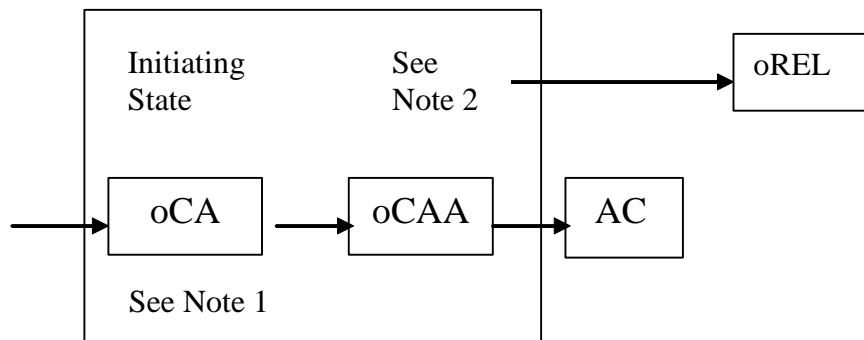 Initiating
State
See
Note 2
oREL
oCA
oCAA
AC
See Note 1